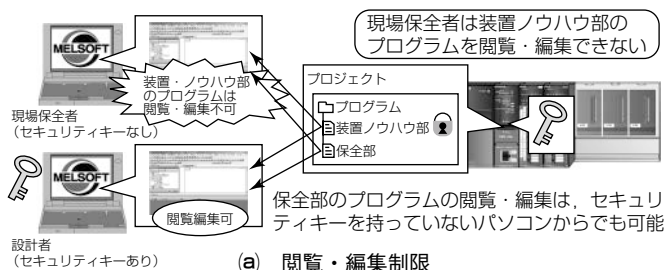 現場保全者は装置ノウハウ部の
プログラムを閲覧・編集できない
MELSOFT
装置・ノウハウ部
のプログラムは
閲覧・編集不可
現場保全者
（セキュリティキーなし）
プロジェクト
プログラム
装置ノウハウ部
保全部
MELSOFT
閲覧編集可
設計者
（セキュリティキーあり）
保全部のプログラムの閲覧・編集は，セキュリ
ティキーを持っていないパソコンからでも可能
(a) 閲覧・編集制限